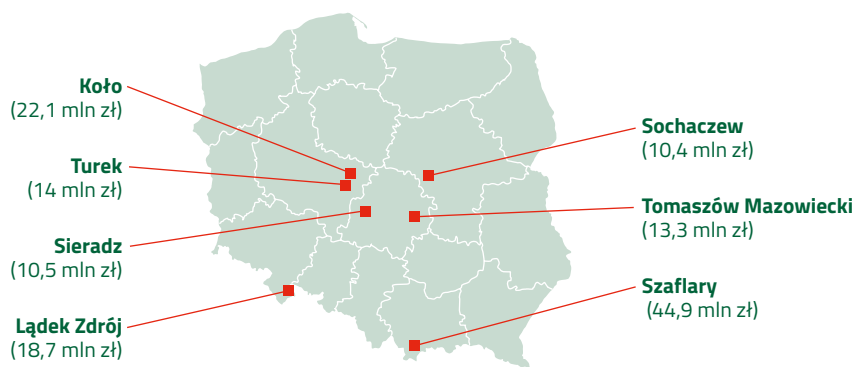 Koło
(22,1 mln zł)
Turek
(14 mln zł)
Sieradz
(10,5 mln zł)
Lądek Zdrój
(18,7 mln zł)
Sochaczew
(10,4 mln zł)
Tomaszów Mazowiecki
(13,3 mln zł)
Szaflary
(44,9 mln zł)